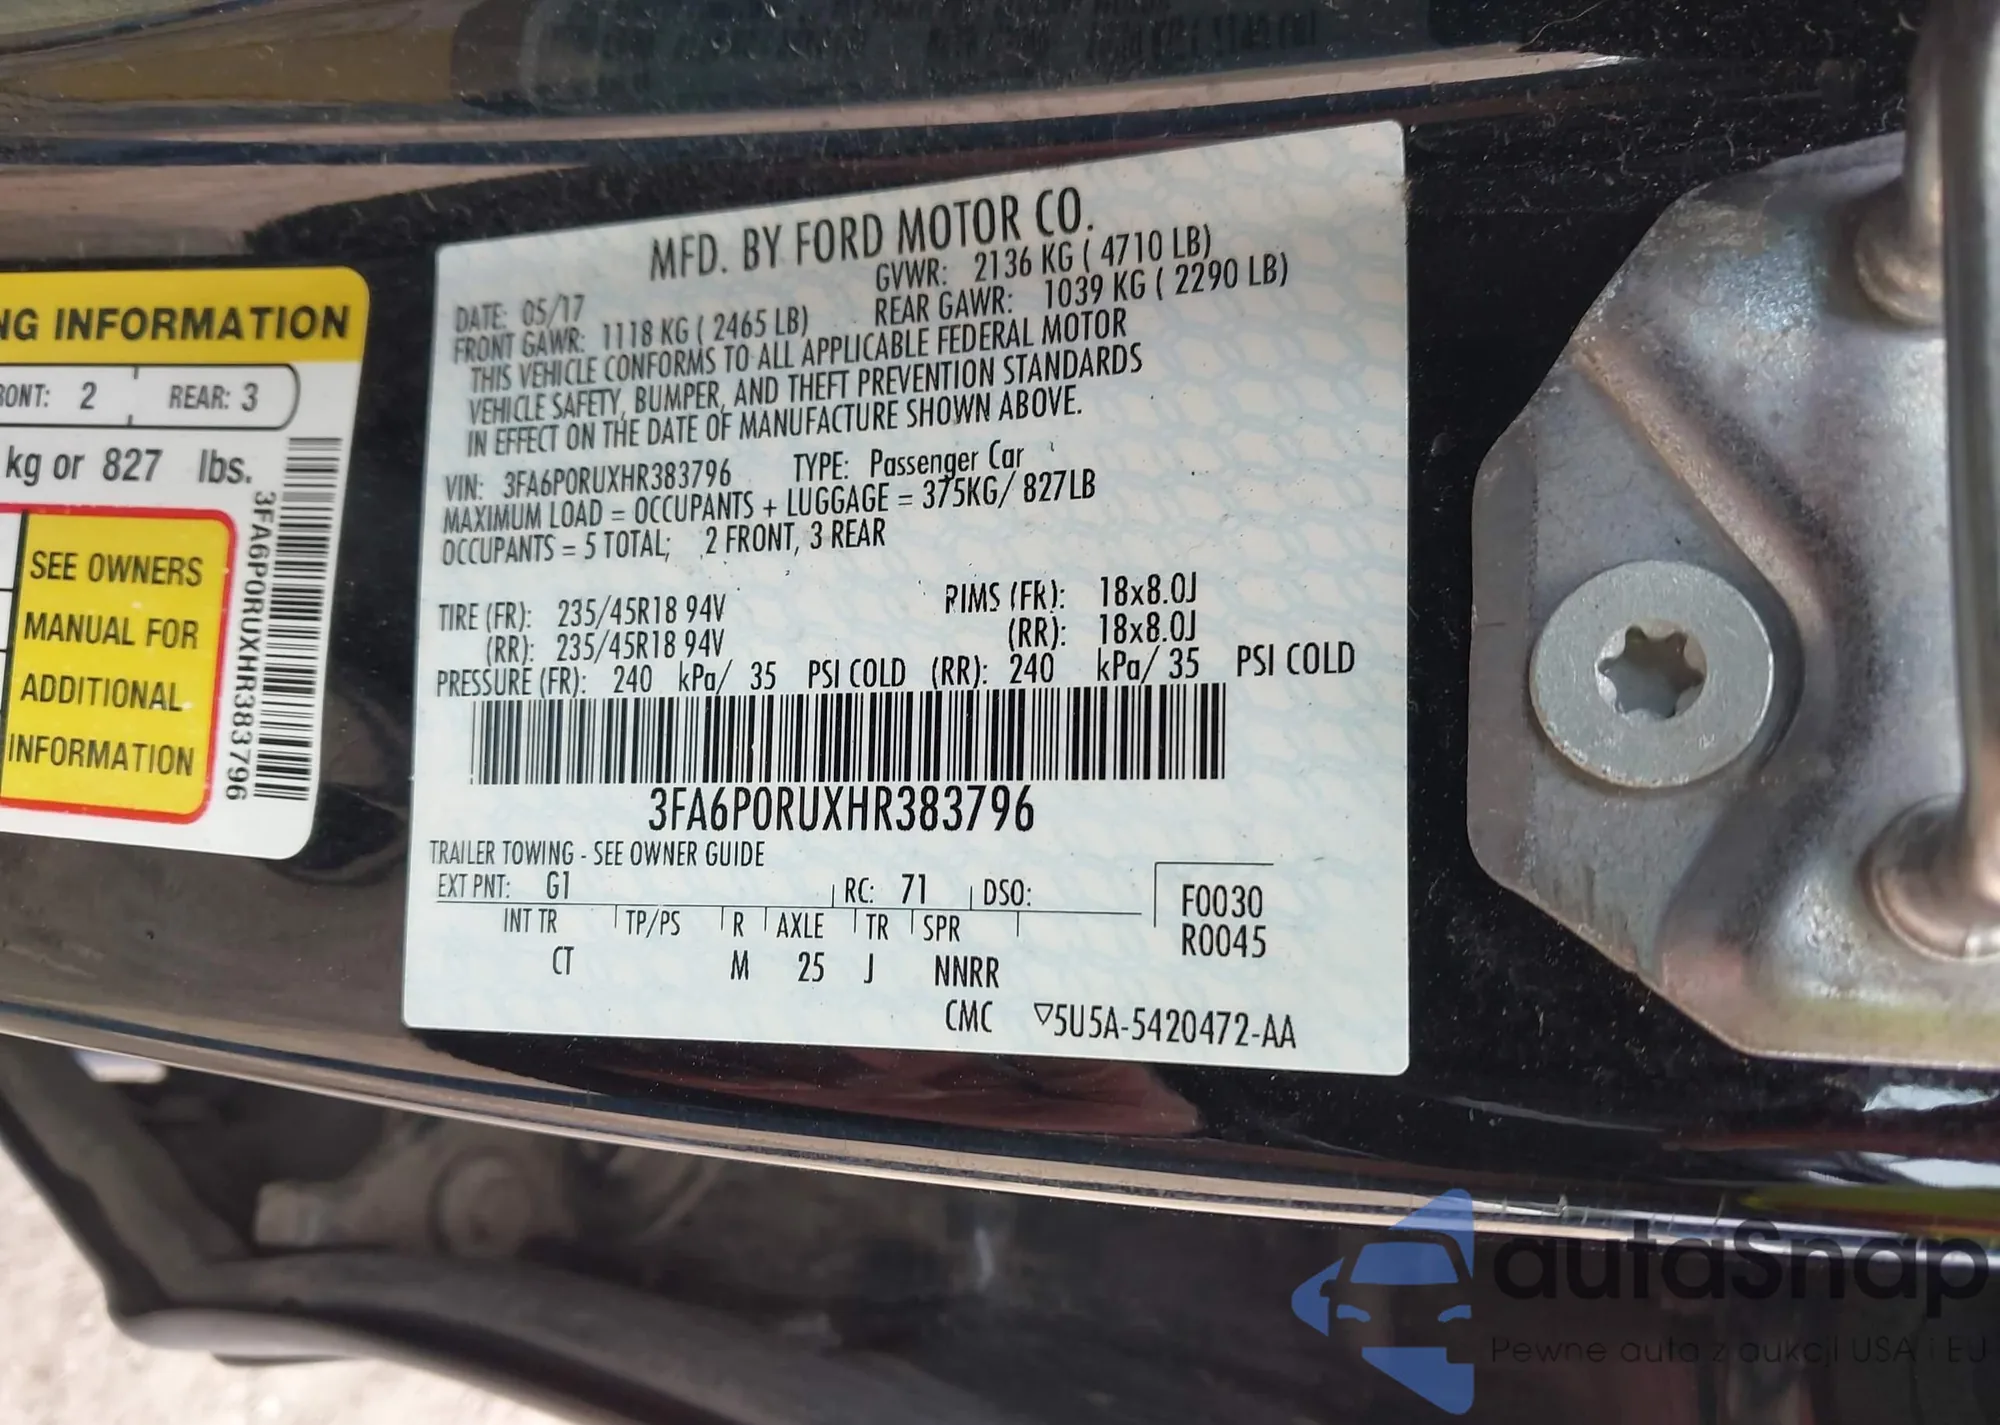 NG INFORMATION
RONT: 2 REAR: 3
kg or 827 lbs.
SEE OWNERS
MANUAL FOR
ADDITIONAL
INFORMATION
3FA6P0RUXHR383796
MFD. BY FORD MOTOR CO.
DATE: 05/17 GVWR: 2136 KG ( 4710 LB)
FRONT GAWR: 1118 KG ( 2465 LB) REAR GAWR: 1039 KG ( 2290 LB)
THIS VEHICLE CONFORMS TO ALL APPLICABLE FEDERAL MOTOR
VEHICLE SAFETY, BUMPER, AND THEFT PREVENTION STANDARDS
IN EFFECT ON THE DATE OF MANUFACTURE SHOWN ABOVE.
VIN: 3FA6P0RUXHR383796 TYPE: Passenger Car
MAXIMUM LOAD = OCCUPANTS + LUGGAGE = 375KG/ 827LB
OCCUPANTS = 5 TOTAL; 2 FRONT, 3 REAR
TIRE (FR): 235/45R18 94V RIMS (FR): 18x8.0J
(RR): 235/45R18 94V (RR): 18x8.0J
PRESSURE (FR): 240 kPa/ 35 PSI COLD (RR): 240 kPa/ 35 PSI COLD
3FA6P0RUXHR383796
TRAILER TOWING - SEE OWNER GUIDE
EXT PNT: G1 RC: 71 DSO: F0030
INT TR TP/PS R AXLE TR SPR R0045
CT M 25 J NNRR
CMC ▽5U5A-5420472-AA
autaSnap
Pewne auta z aukcji USA i EU